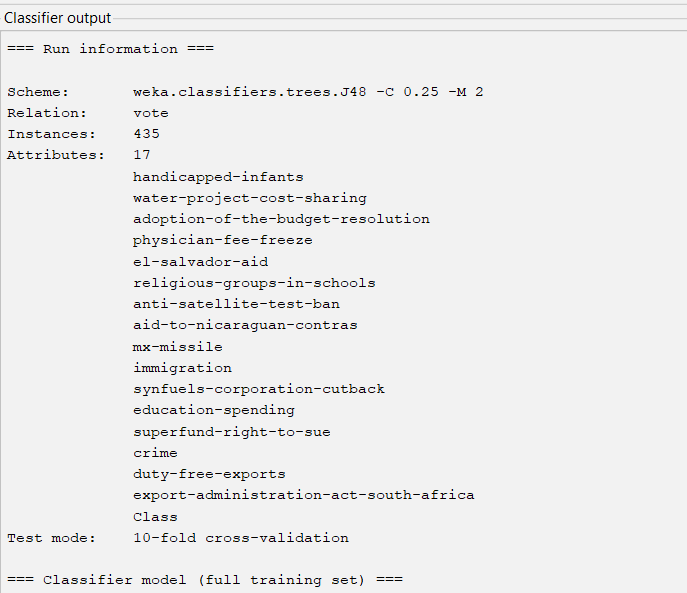 Classifier output
=== Run information ===
Scheme: weka.classifiers.trees.J48 -C 0.25 -M 2
Relation: vote
Instances: 435
Attributes: 17
handicapped-infants
water-project-cost-sharing
adoption-of-the-budget-resolution
physician-fee-freeze
el-salvador-aid
religious-groups-in-schools
anti-satellite-test-ban
aid-to-nicaraguan-contras
mx-missile
immigration
synfuels-corporation-cutback
education-spending
superfund-right-to-sue
crime
duty-free-exports
export-administration-act-south-africa
Class
Test mode: 10-fold cross-validation
=== Classifier model (full training set) ===